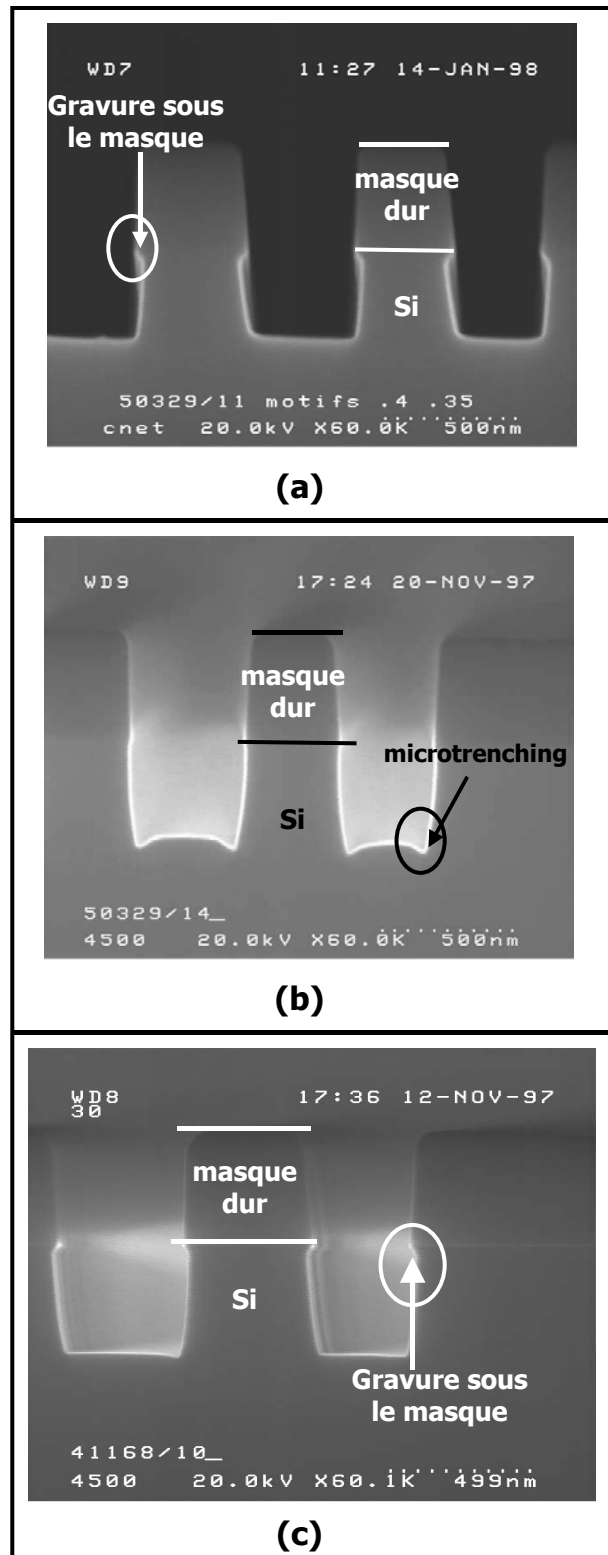 WD7 11:27 14-JAN-98
Gravure sous
le masque
masque
dur
Si
50329/11 motifs .4 .35
cnet 20.0kV X60.0K 500nm
(a)
WD9 17:24 20-NOV-97
masque
dur
microtrenching
Si
50329/14_
4500 20.0kV X60.0K 500nm
(b)
WD8 17:36 12-NOV-97
30
masque
dur
Si
Gravure sous
le masque
41168/10_
4500 20.0kV X60.1K 499nm
(c)